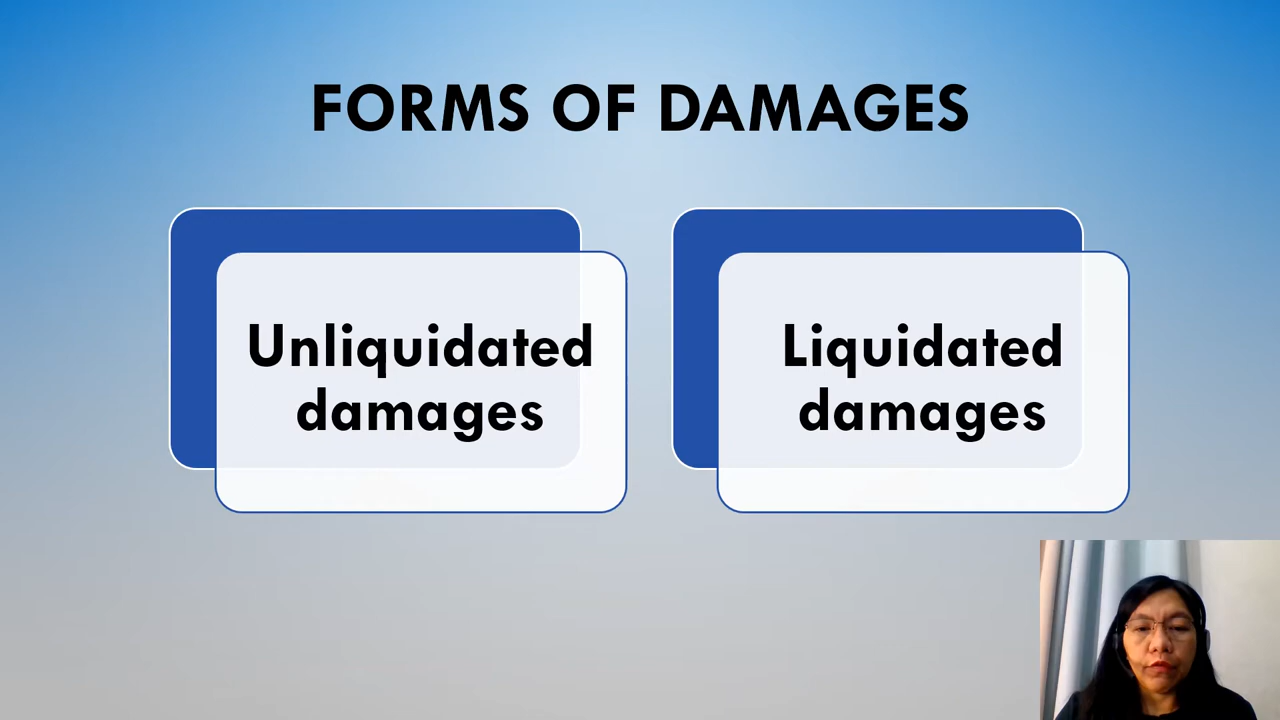 FORMS OF DAMAGES
Unliquidated
damages
Liquidated
damages